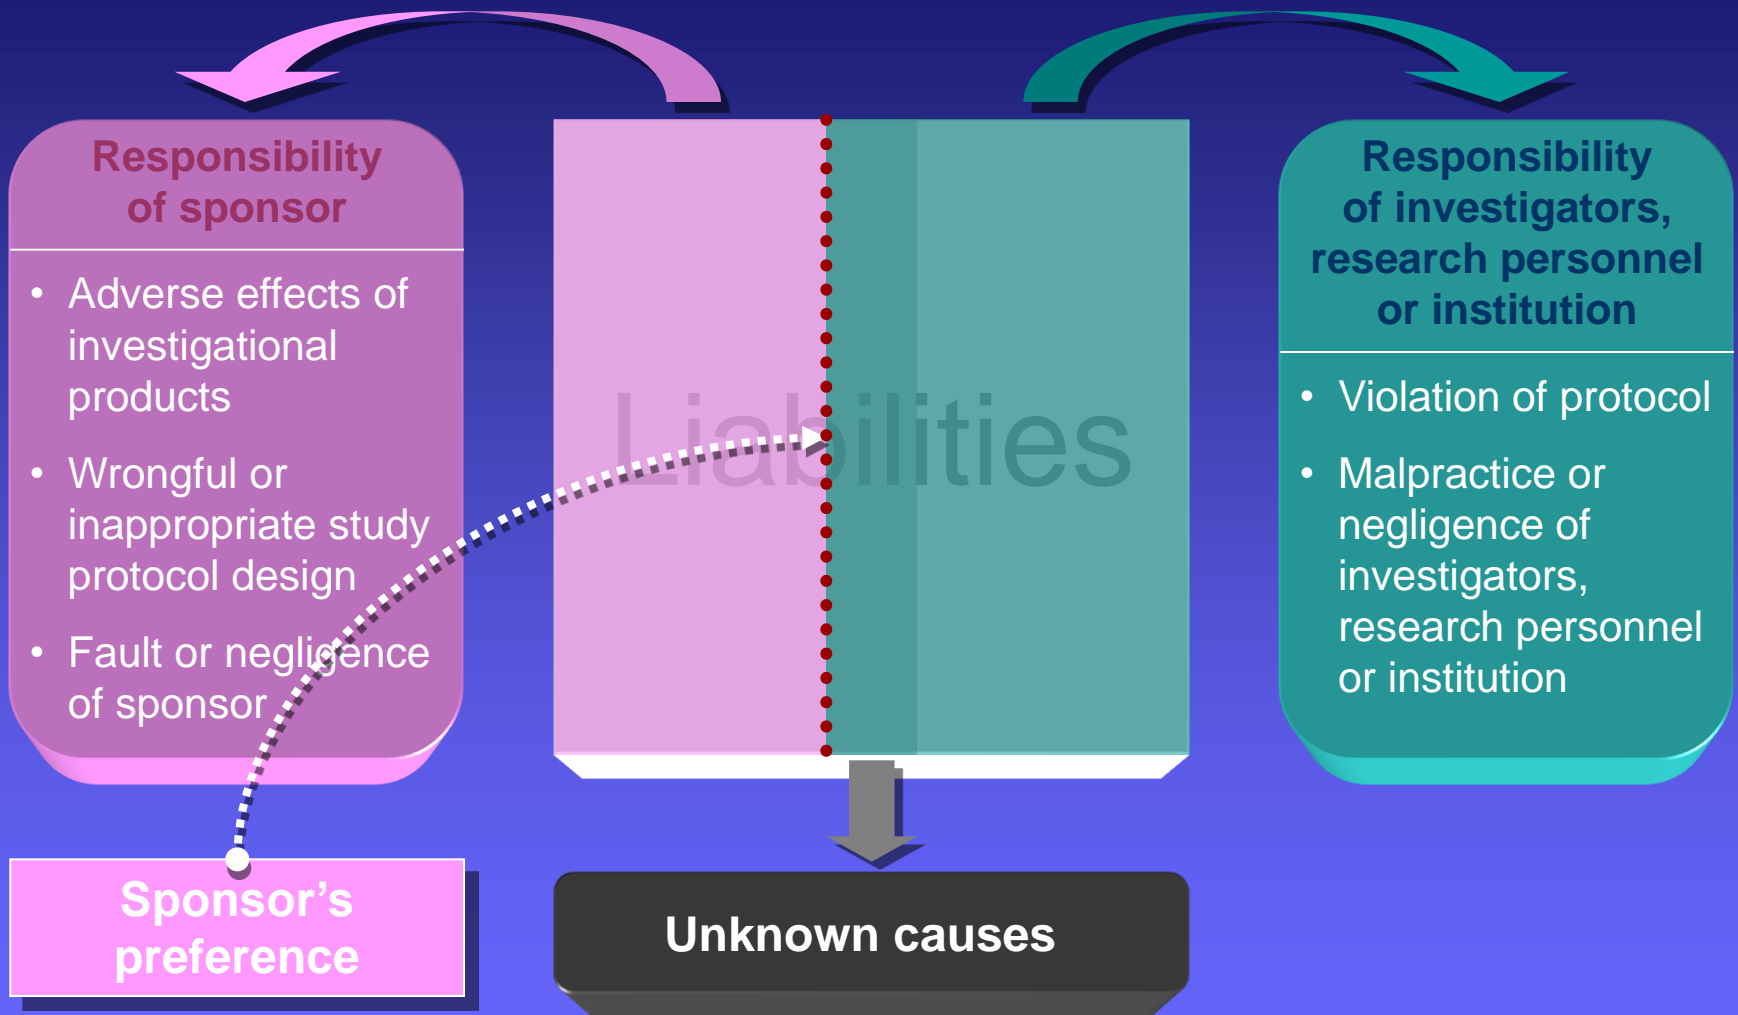 Responsibility
of sponsor
• Adverse effects of
investigational
products
• Wrongful or
inappropriate study
protocol design
• Fault or negligence
of sponsor
Sponsor’s
preference
Liabilities
Unknown causes
Responsibility
of investigators,
research personnel
or institution
• Violation of protocol
• Malpractice or
negligence of
investigators,
research personnel
or institution